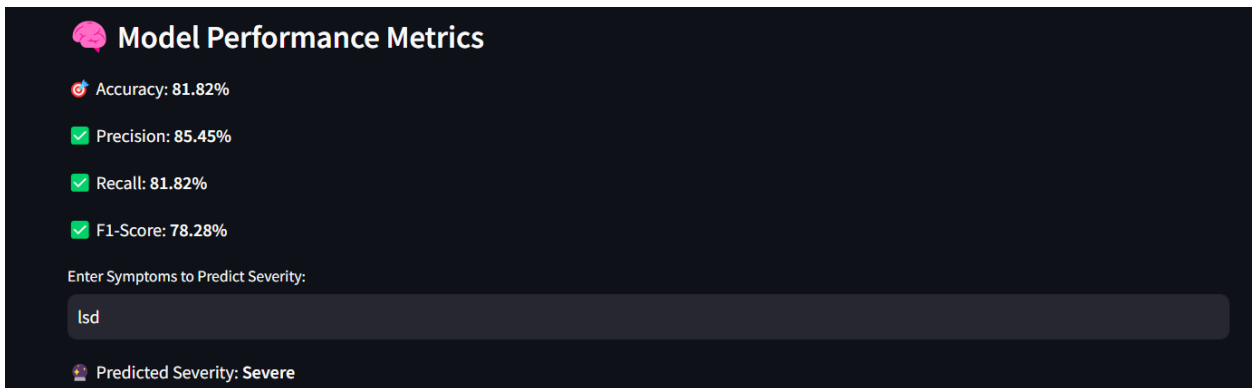 🧠 Model Performance Metrics
🎯 Accuracy: 81.82%
✅ Precision: 85.45%
✅ Recall: 81.82%
✅ F1-Score: 78.28%
Enter Symptoms to Predict Severity:
lsd
🔮 Predicted Severity: Severe